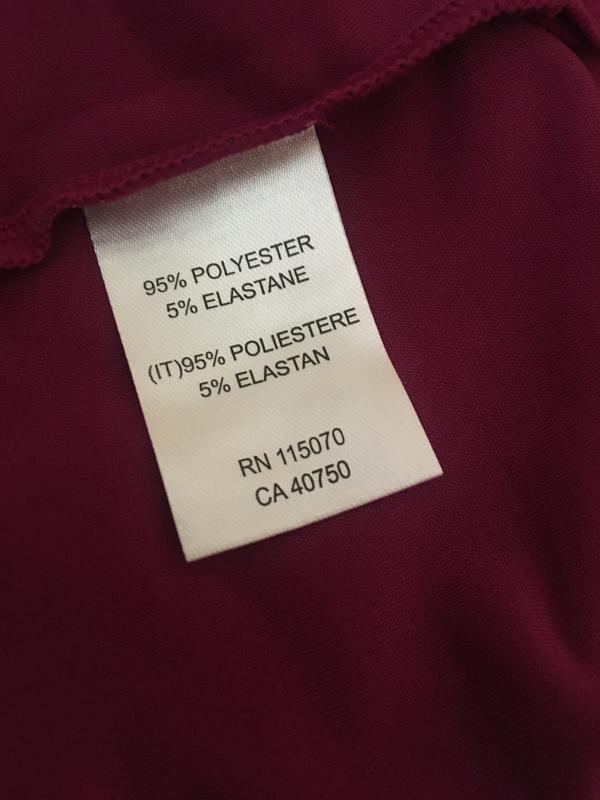 95% POLYESTER
5% ELASTANE
(IT)95% POLIESTERE
5% ELASTAN
RN 115070
CA 40750